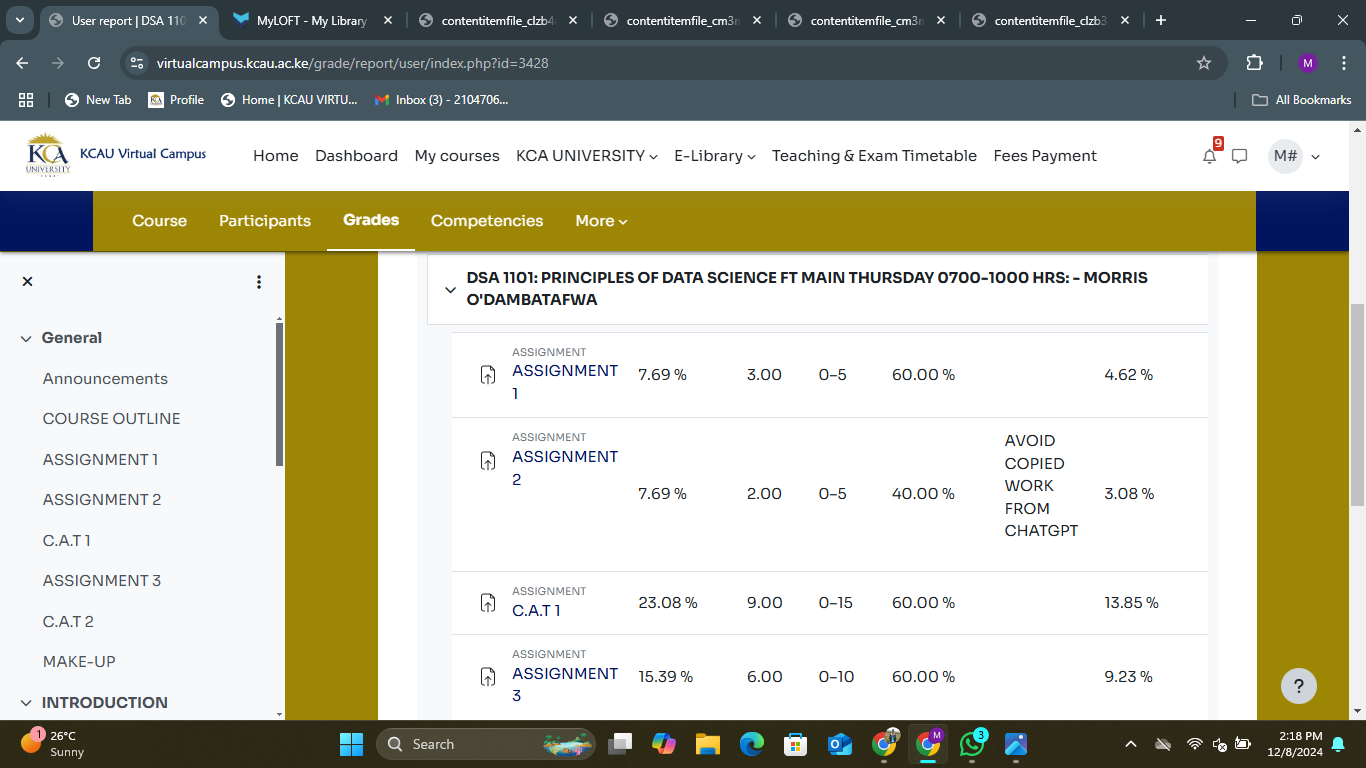 User report | DSA 110
MyLOFT - My Library
contentitemfile_clzb4
contentitemfile_cm3
contentitemfile_cm3
contentitemfile_clzb3
virtualcampus.kcau.ac.ke/grade/report/user/index.php?id=3428
M
New Tab
Profile
Home | KCAU VIRTU...
Inbox (3) - 2104706...
All Bookmarks
KCA
UNIVERSITY
KCAU Virtual Campus
Home
Dashboard
My courses
KCA UNIVERSITY
E-Library
Teaching & Exam Timetable
Fees Payment
9
M#
Course
Participants
Grades
Competencies
More
General
Announcements
COURSE OUTLINE
ASSIGNMENT 1
ASSIGNMENT 2
C.A.T 1
ASSIGNMENT 3
C.A.T 2
MAKE-UP
INTRODUCTION
DSA 1101: PRINCIPLES OF DATA SCIENCE FT MAIN THURSDAY 0700-1000 HRS: - MORRIS
O'DAMBATAFWA
ASSIGNMENT
ASSIGNMENT
1
7.69 %
3.00
0–5
60.00 %
4.62 %
ASSIGNMENT
ASSIGNMENT
2
7.69 %
2.00
0–5
40.00 %
AVOID
COPIED
WORK
FROM
CHATGPT
3.08 %
ASSIGNMENT
C.A.T 1
23.08 %
9.00
0–15
60.00 %
13.85 %
ASSIGNMENT
ASSIGNMENT
3
15.39 %
6.00
0–10
60.00 %
9.23 %
?
1
26°C
Sunny
Search
M
3
2:18 PM
12/8/2024